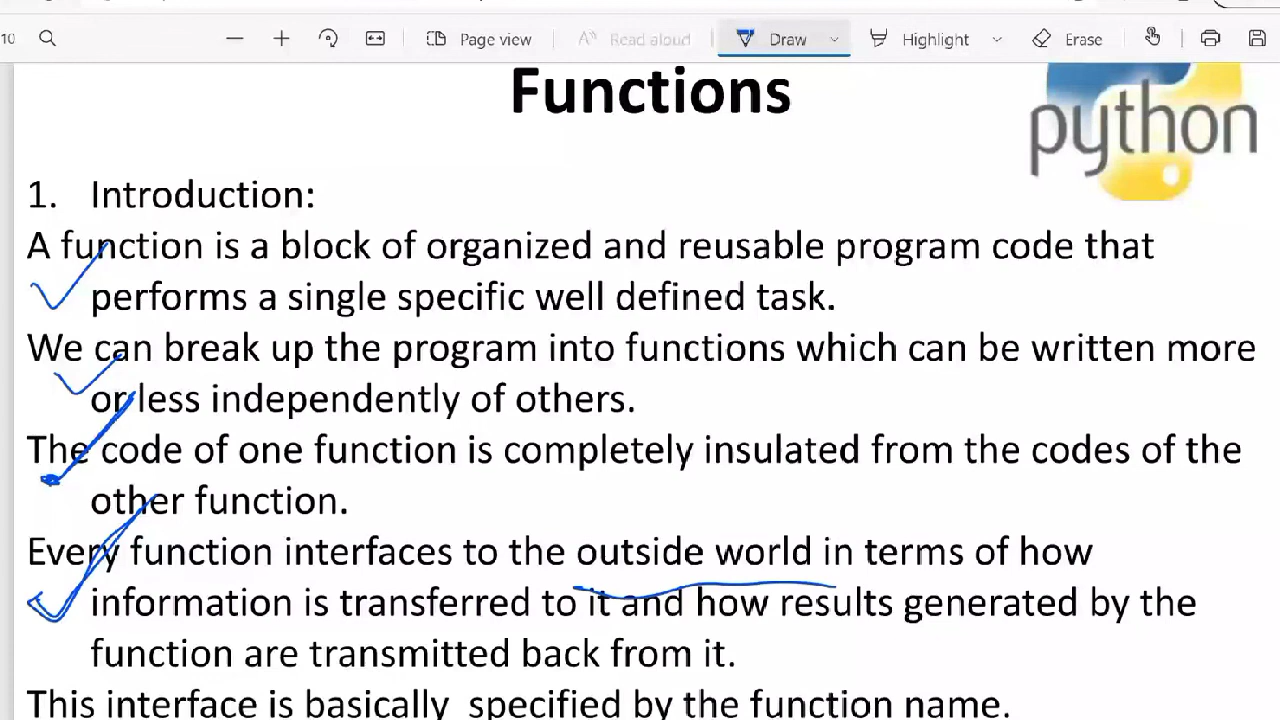 10
Page view
Read aloud
Draw
Highlight
Erase
Functions
python
1. Introduction:
A function is a block of organized and reusable program code that
performs a single specific well defined task.
We can break up the program into functions which can be written more
or less independently of others.
The code of one function is completely insulated from the codes of the
other function.
Every function interfaces to the outside world in terms of how
information is transferred to it and how results generated by the
function are transmitted back from it.
This interface is basically specified by the function name.